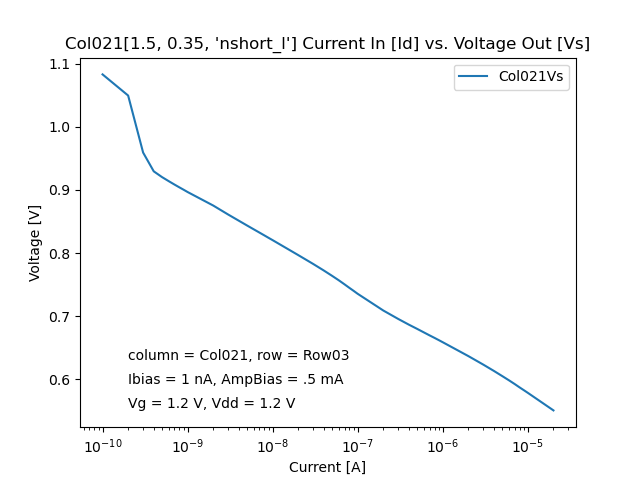 Col021[1.5, 0.35, 'nshort_l'] Current In [Id] vs. Voltage Out [Vs]
Col021Vs
1.1
1.0
0.9
0.8
0.7
0.6
Voltage [V]
column = Col021, row = Row03
Ibias = 1 nA, AmpBias = .5 mA
Vg = 1.2 V, Vdd = 1.2 V
10⁻¹⁰ 10⁻⁹ 10⁻⁸ 10⁻⁷ 10⁻⁶ 10⁻⁵
Current [A]